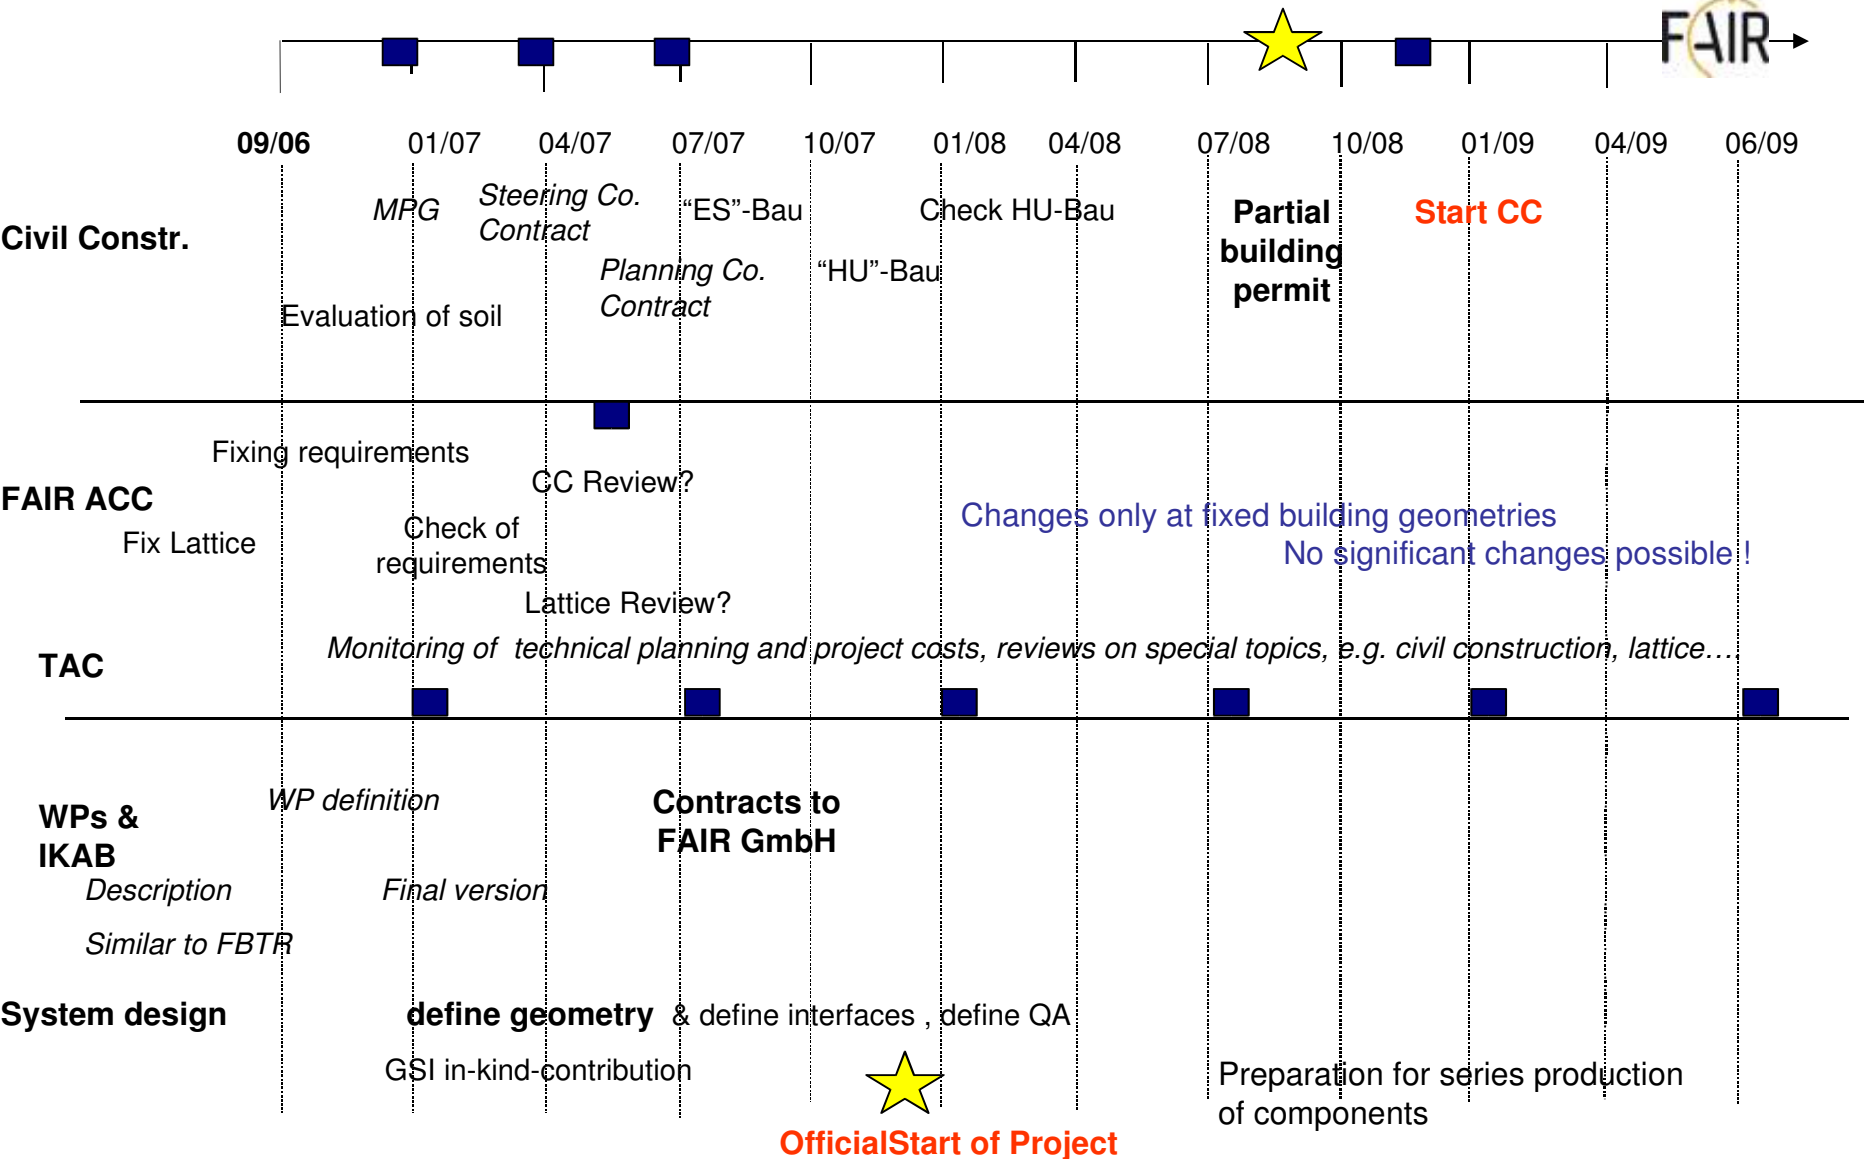 FAIR
09/06 01/07 04/07 07/07 10/07 01/08 04/08 07/08 10/08 01/09 04/09 06/09
Civil Constr.
MPG
Steering Co.
Contract
"ES"-Bau
Check HU-Bau
Partial
building
permit
Start CC
Planning Co.
Contract
"HU"-Bau
Evaluation of soil
Fixing requirements
CC Review?
FAIR ACC
Fix Lattice
Check of
requirements
Changes only at fixed building geometries
No significant changes possible !
Lattice Review?
Monitoring of technical planning and project costs, reviews on special topics, e.g. civil construction, lattice….
TAC
WPs &
IKAB
WP definition
Contracts to
FAIR GmbH
Description
Final version
Similar to FBTR
System design
define geometry & define interfaces , define QA
GSI in-kind-contribution
Preparation for series production
of components
OfficialStart of Project